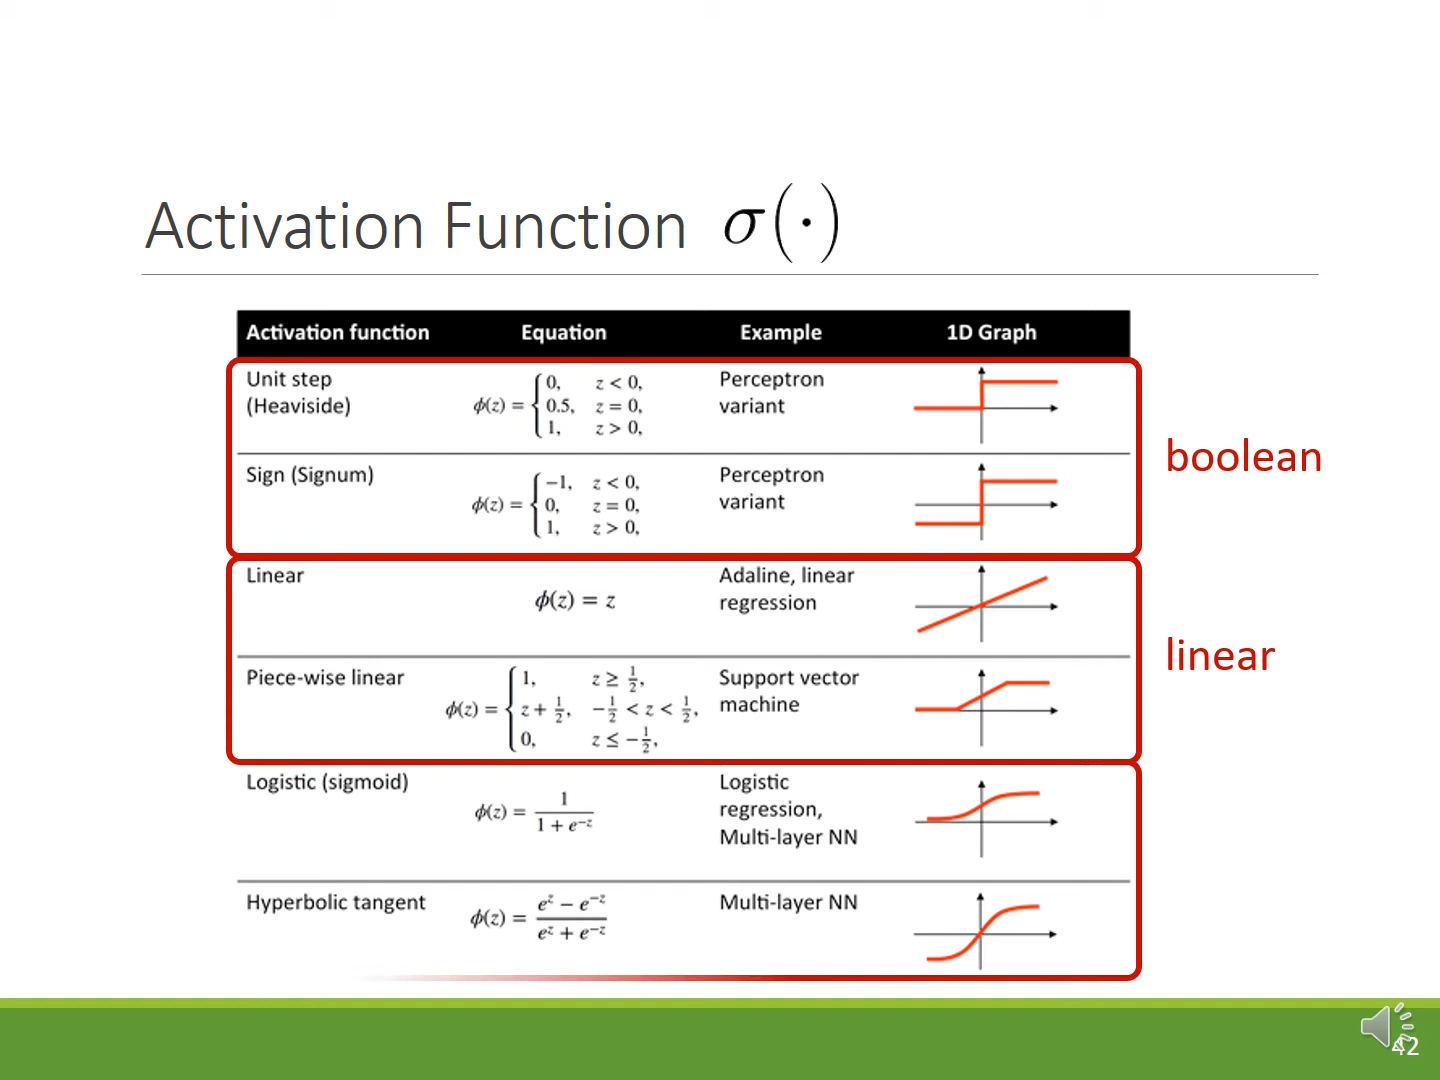 Activation Function σ(·)
Activation function Equation Example 1D Graph
Unit step (Heaviside) ϕ(z) = { 0, z < 0, 0.5, z = 0, 1, z > 0, Perceptron variant
boolean
Sign (Signum) ϕ(z) = { −1, z < 0, 0, z = 0, 1, z > 0, Perceptron variant
Linear ϕ(z) = z Adaline, linear regression
linear
Piece-wise linear ϕ(z) = { 1, z ≥ 1/2, z + 1/2, −1/2 < z < 1/2, 0, z ≤ −1/2, Support vector machine
Logistic (sigmoid) ϕ(z) = 1/(1 + e^−z) Logistic regression, Multi-layer NN
Hyperbolic tangent ϕ(z) = (e^z − e^−z)/(e^z + e^−z) Multi-layer NN
42